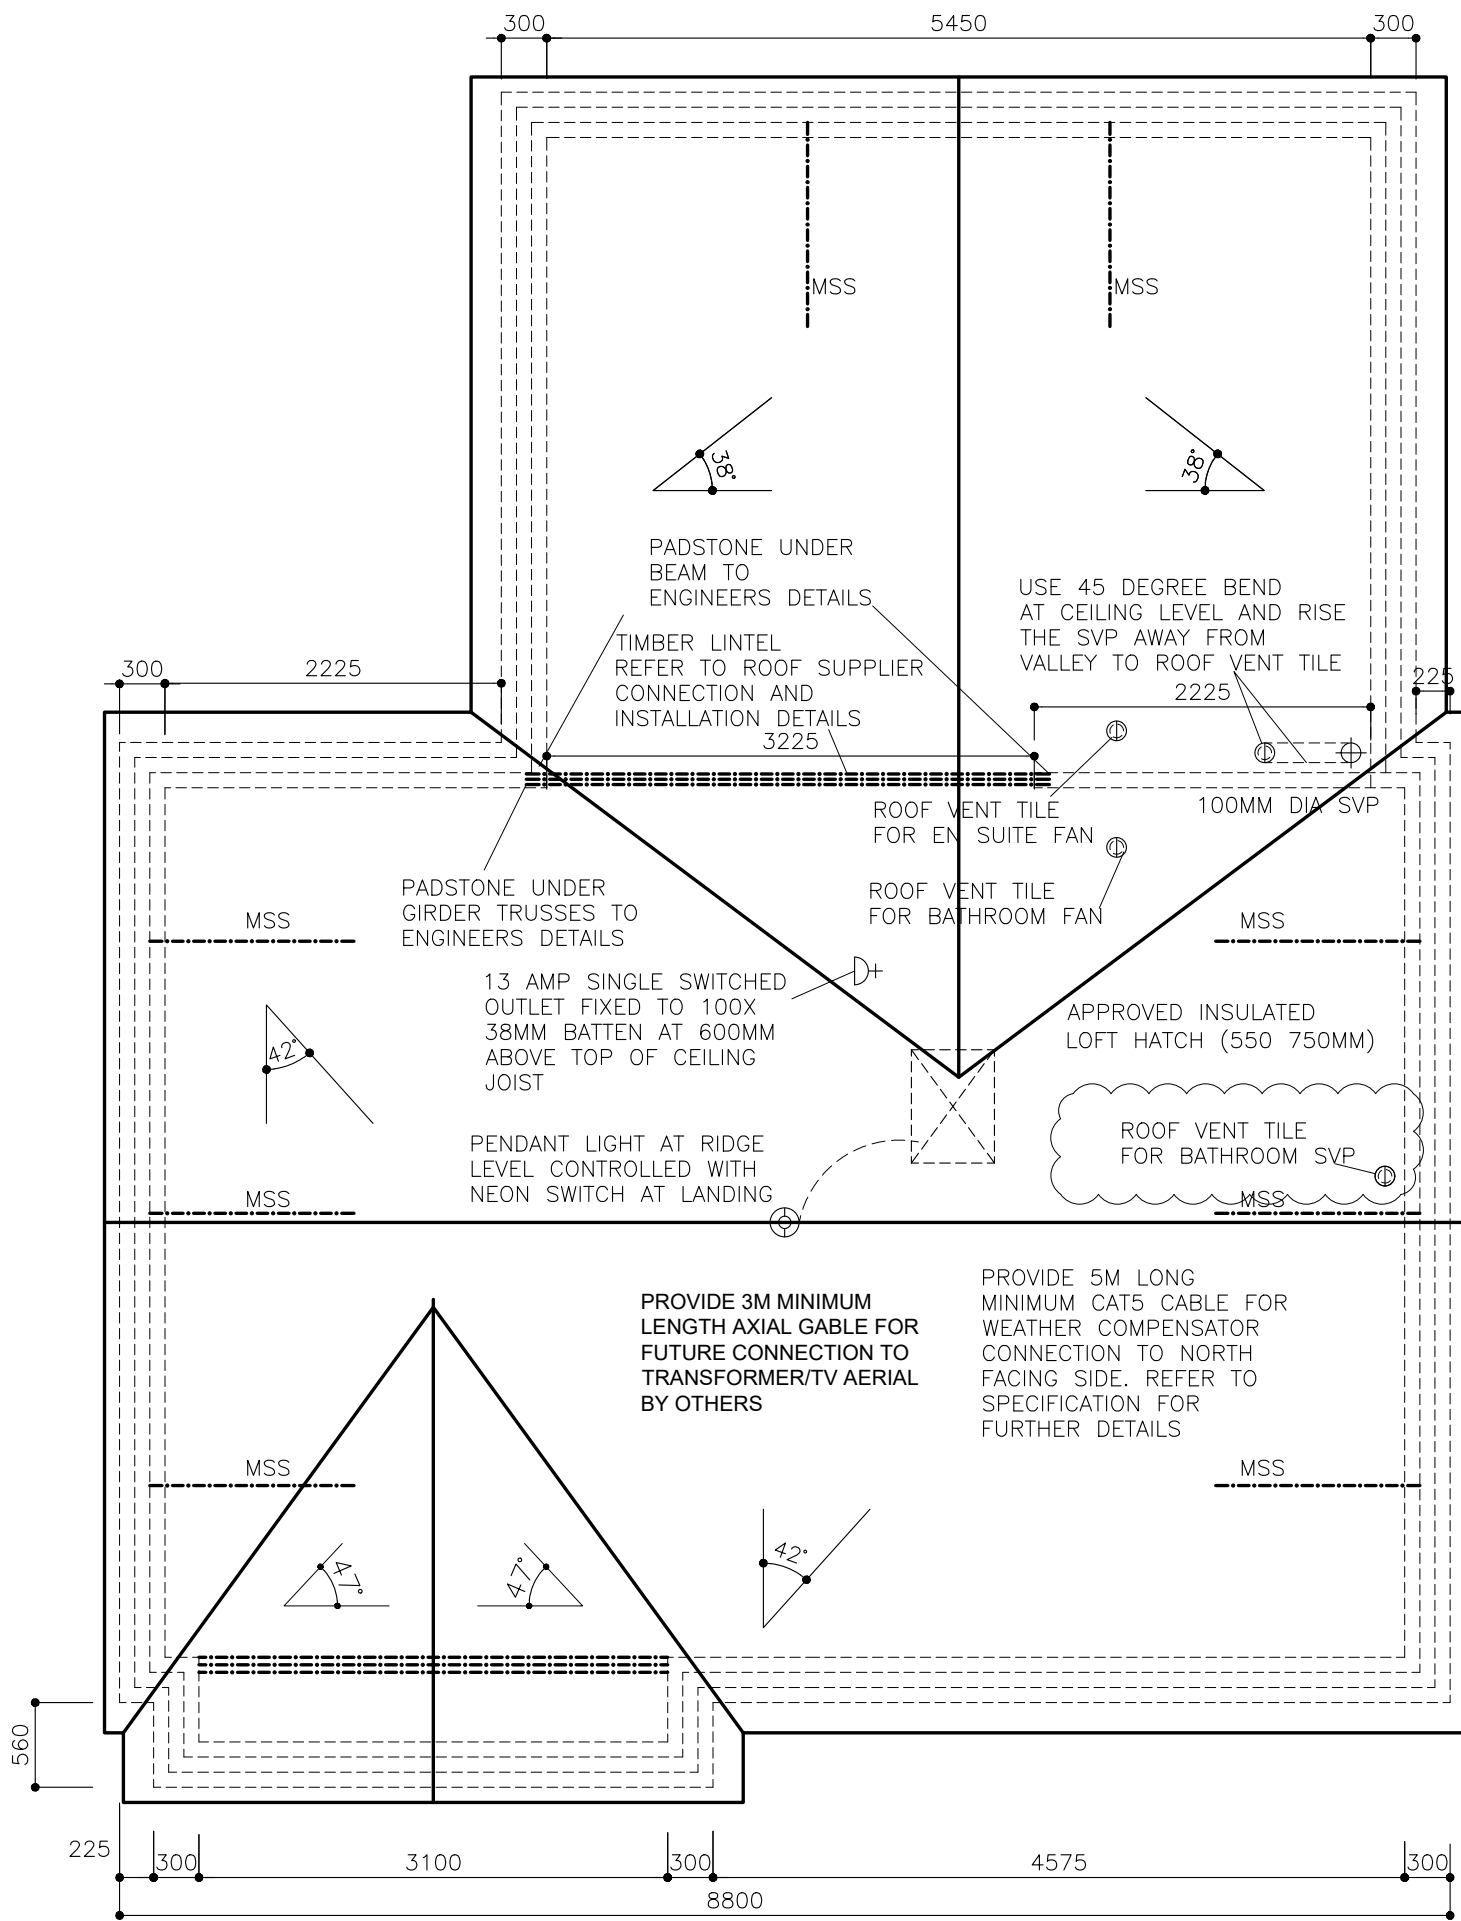 300
5450
300
MSS
MSS
38°
38°
PADSTONE UNDER
BEAM TO
ENGINEERS DETAILS
USE 45 DEGREE BEND
AT CEILING LEVEL AND RISE
THE SVP AWAY FROM
VALLEY TO ROOF VENT TILE
TIMBER LINTEL
REFER TO ROOF SUPPLIER
CONNECTION AND
INSTALLATION DETAILS
300
2225
225
2225
3225
ROOF VENT TILE
FOR EN SUITE FAN
100MM DIA SVP
PADSTONE UNDER
GIRDER TRUSSES TO
ENGINEERS DETAILS
ROOF VENT TILE
FOR BATHROOM FAN
MSS
MSS
13 AMP SINGLE SWITCHED
OUTLET FIXED TO 100X
38MM BATTEN AT 600MM
ABOVE TOP OF CEILING
JOIST
APPROVED INSULATED
LOFT HATCH (550 750MM)
42°
PENDANT LIGHT AT RIDGE
LEVEL CONTROLLED WITH
NEON SWITCH AT LANDING
ROOF VENT TILE
FOR BATHROOM SVP
MSS
MSS
PROVIDE 3M MINIMUM
LENGTH AXIAL GABLE FOR
FUTURE CONNECTION TO
TRANSFORMER/TV AERIAL
BY OTHERS
PROVIDE 5M LONG
MINIMUM CAT5 CABLE FOR
WEATHER COMPENSATOR
CONNECTION TO NORTH
FACING SIDE. REFER TO
SPECIFICATION FOR
FURTHER DETAILS
MSS
MSS
47°
47°
42°
560
225
300
3100
300
4575
300
8800